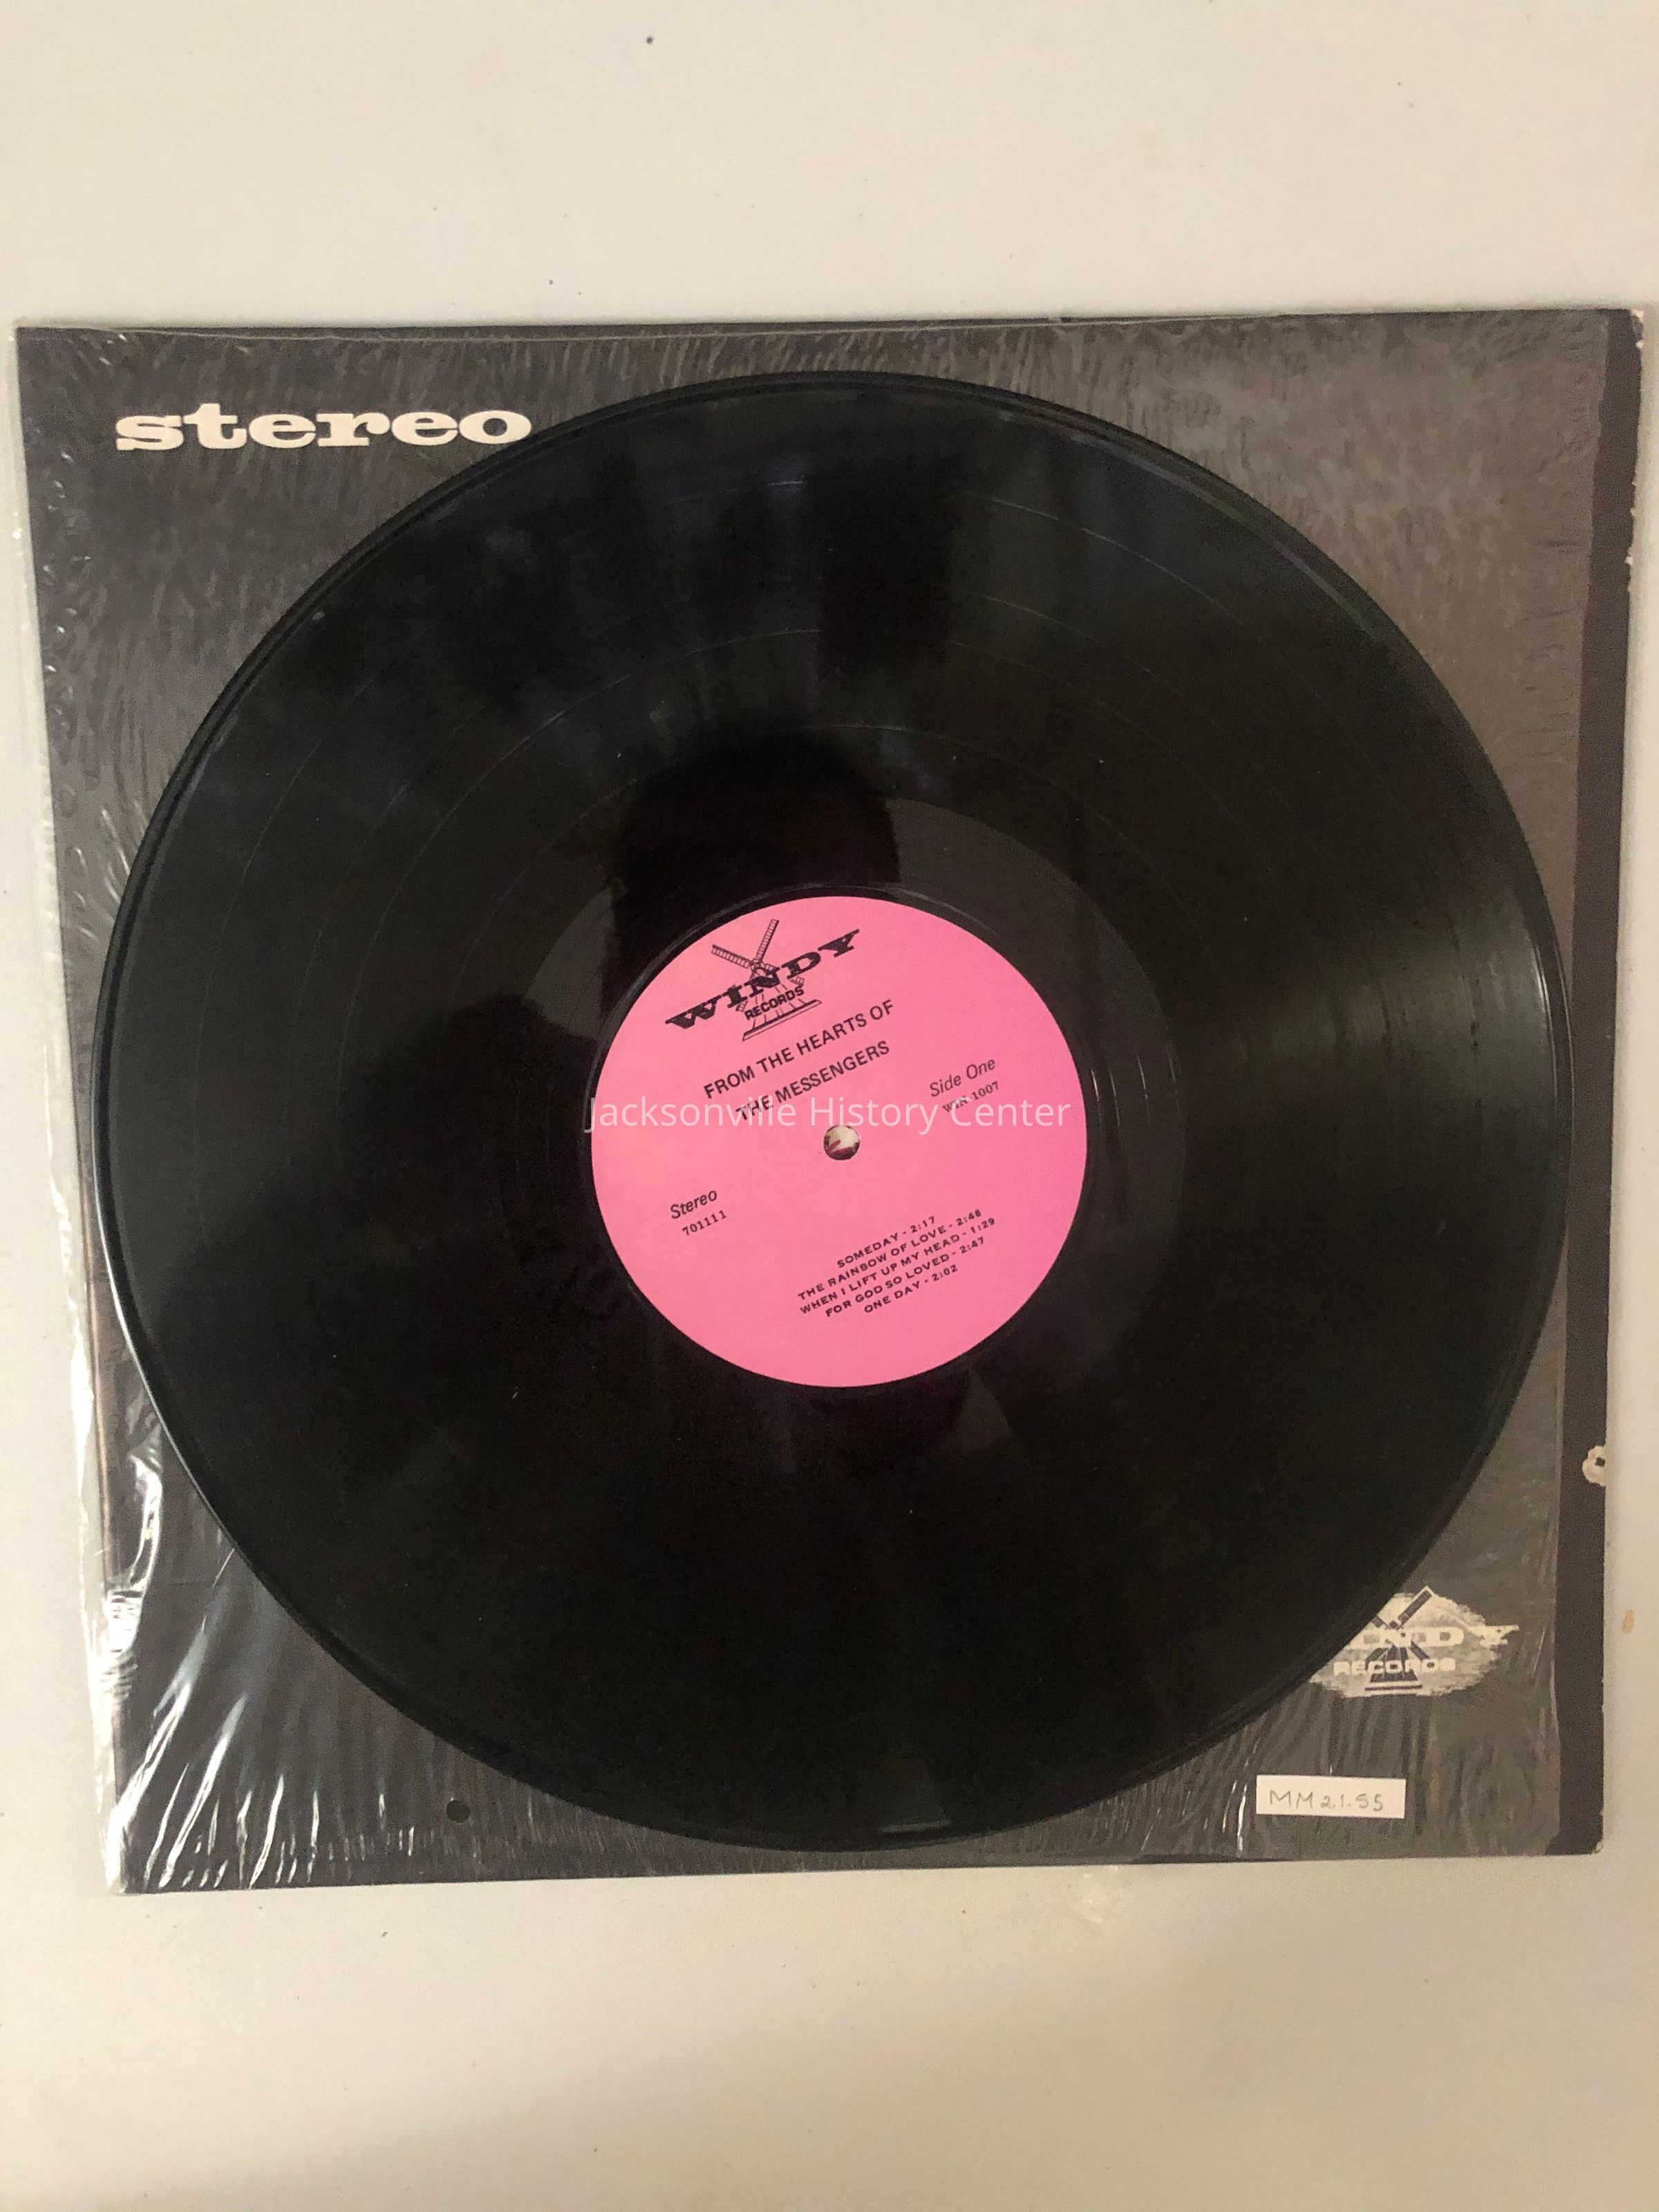 stereo
WINDY
RECORDS
FROM THE HEARTS OF
THE MESSENGERS
Side One
WIN-1007
Jacksonville History Center
Stereo
701111
SOMEDAY - 2:17
THE RAINBOW OF LOVE - 2:48
WHEN I LIFT UP MY HEAD - 1:29
FOR GOD SO LOVED - 2:47
ONE DAY - 2:02
RECORDS
MM21.55